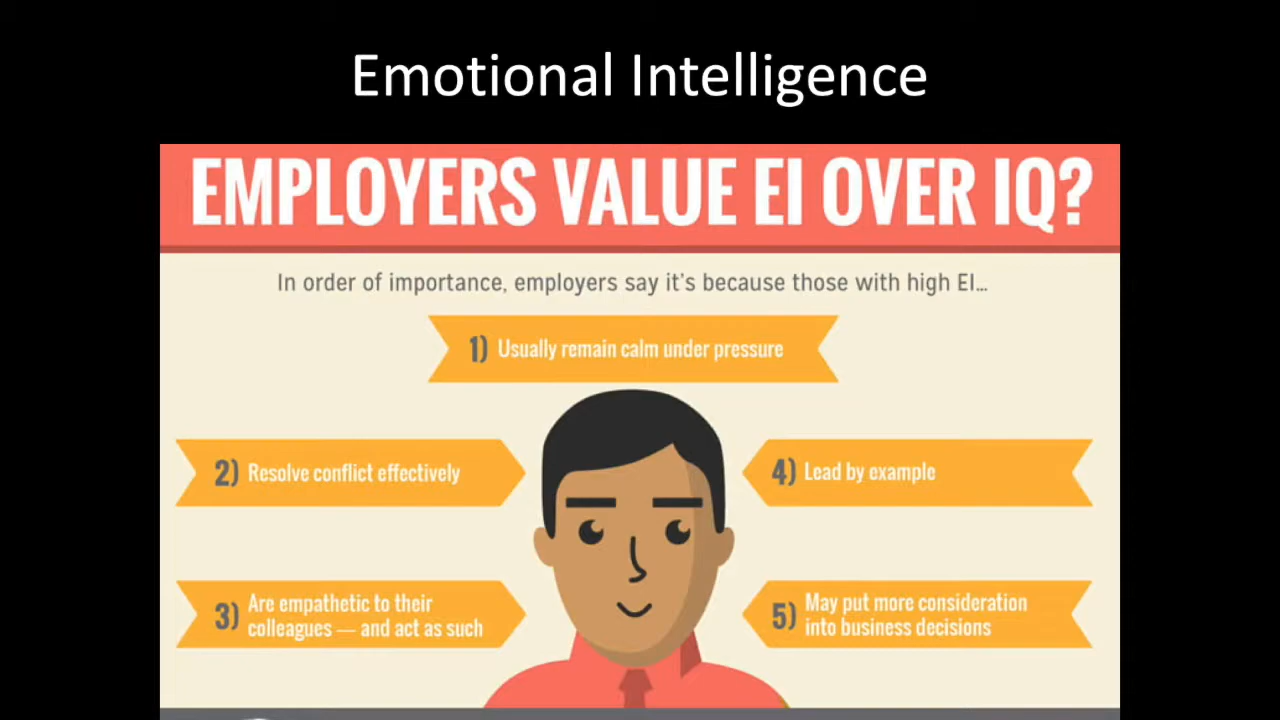 Emotional Intelligence
EMPLOYERS VALUE EI OVER IQ?
In order of importance, employers say it's because those with high EI...
1) Usually remain calm under pressure
2) Resolve conflict effectively
3) Are empathetic to their
colleagues — and act as such
4) Lead by example
5) May put more consideration
into business decisions